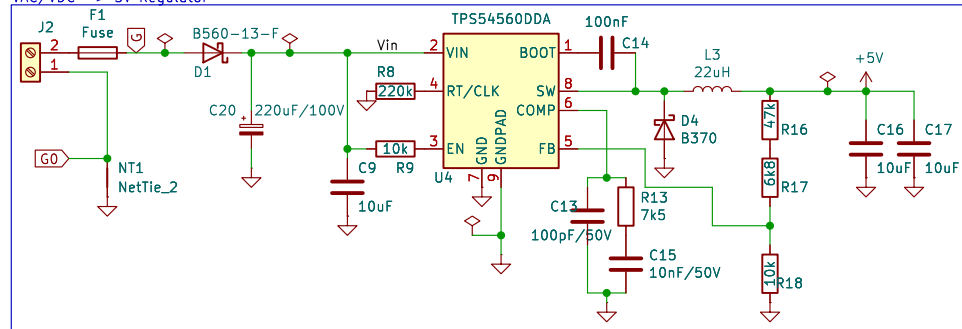 TPS54560DDA
J2
F1
Fuse
G
2
1
B560-13-F
D1
Vin
2
VIN
BOOT
1
100nF
C14
L3
22uH
+5V
R8
220k
4
RT/CLK
SW
8
COMP
6
C20
220uF/100V
+
10k
R9
3
EN
GND
GNDPAD
FB
5
U4
7
9
D4
B370
47k
R16
6k8
R17
C16
10uF
C17
10uF
G0
NT1
NetTie_2
C9
10uF
C13
100pF/50V
R13
7k5
C15
10nF/50V
10k
R18